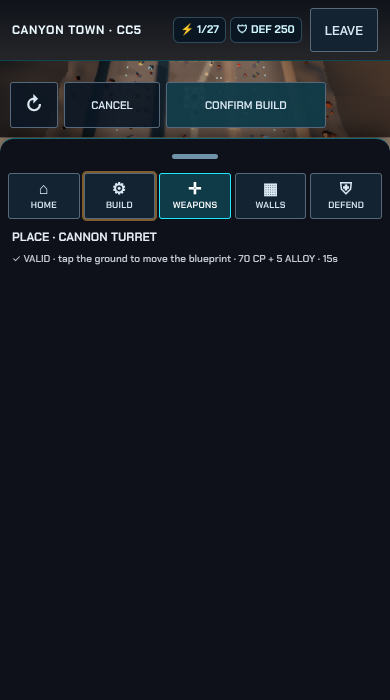 CANYON TOWN · CC5
⚡ 1/27
🛡 DEF 250
LEAVE
↻
CANCEL
CONFIRM BUILD
HOME
BUILD
WEAPONS
WALLS
DEFEND
PLACE · CANNON TURRET
✓ VALID · tap the ground to move the blueprint · 70 CP + 5 ALLOY · 15s